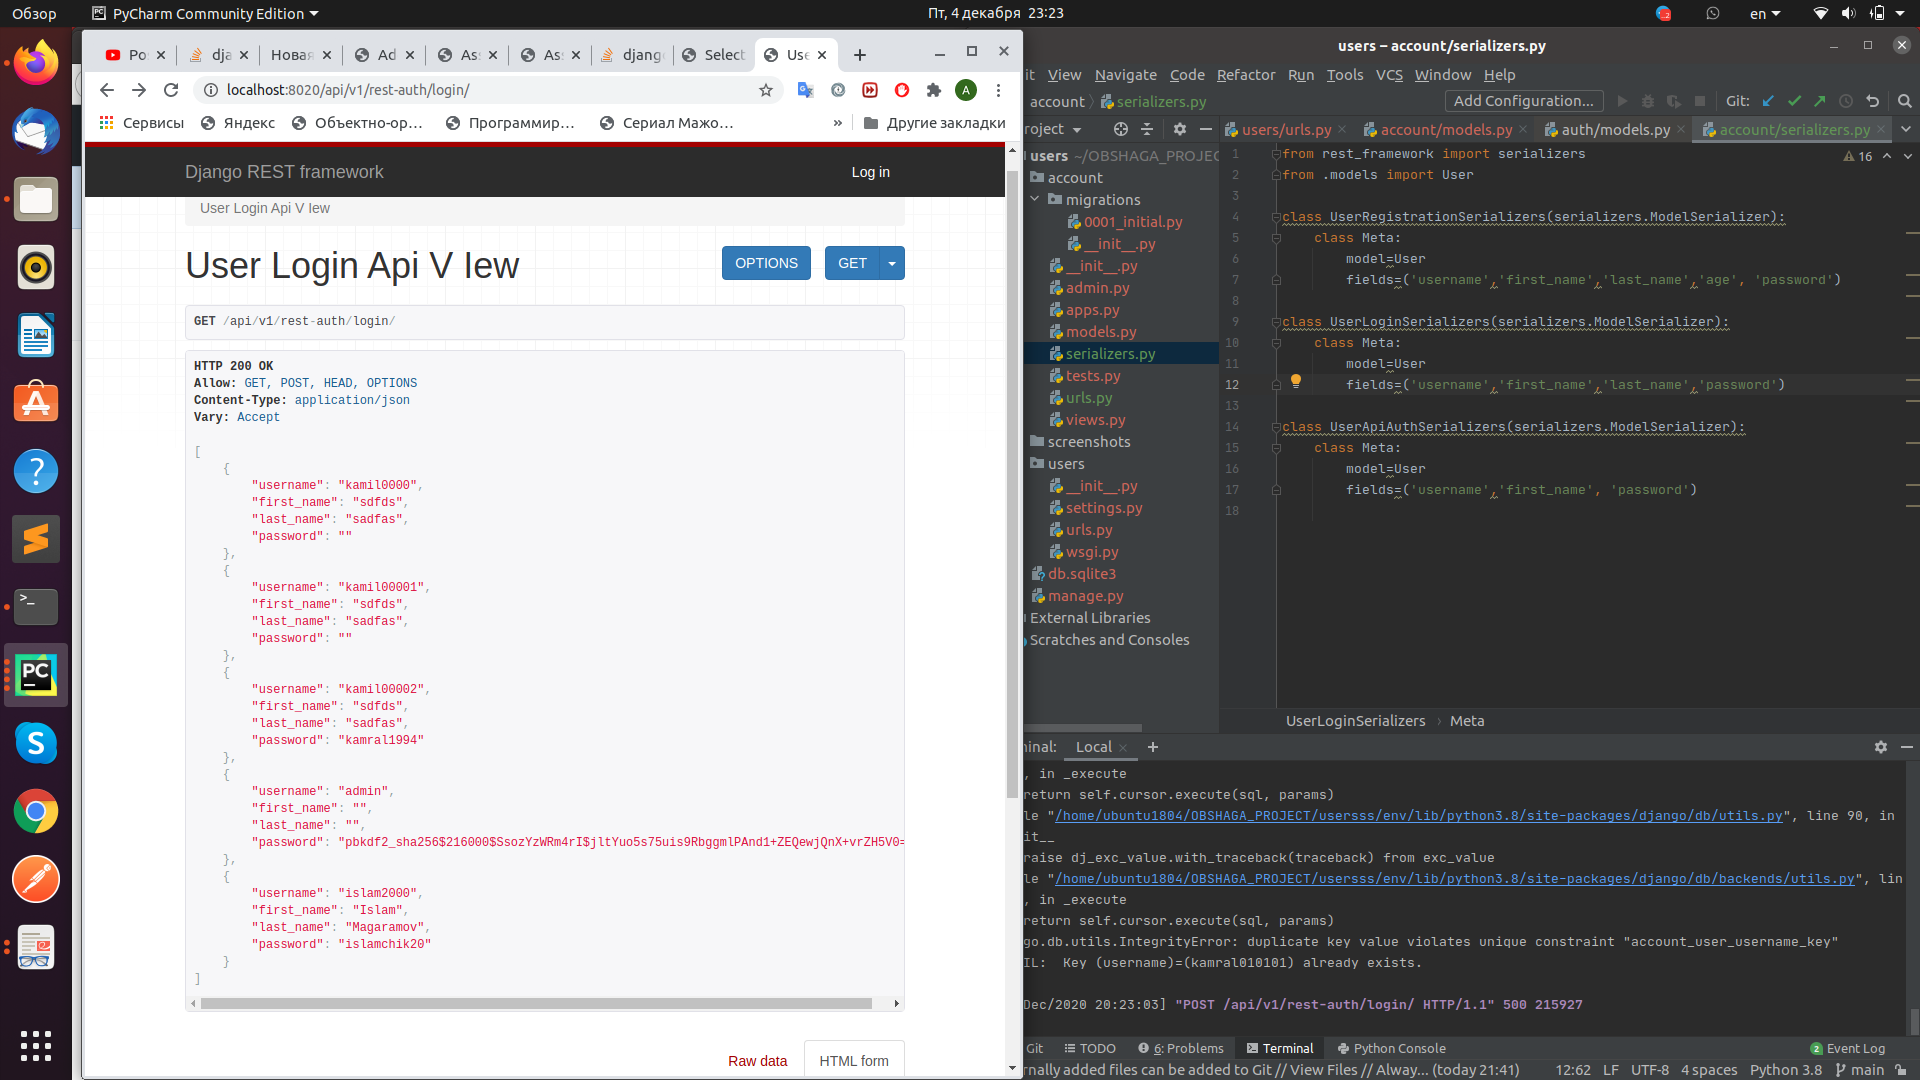 Обзор
PyCharm Community Edition
Пт, 4 декабря 23:23
en
Po
dja
Новая
Ad
As
As
django
Select
Use
localhost:8020/api/v1/rest-auth/login/
A
Сервисы
Яндекс
Объектно-ор...
Программир...
Сериал Мажо...
»
Другие закладки
Django REST framework
Log in
User Login Api V Iew
User Login Api V Iew
OPTIONS
GET
GET /api/v1/rest-auth/login/
HTTP 200 OK
Allow: GET, POST, HEAD, OPTIONS
Content-Type: application/json
Vary: Accept
[
{
"username": "kamil0000",
"first_name": "sdfds",
"last_name": "sadfas",
"password": ""
},
{
"username": "kamil00001",
"first_name": "sdfds",
"last_name": "sadfas",
"password": ""
},
{
"username": "kamil00002",
"first_name": "sdfds",
"last_name": "sadfas",
"password": "kamral1994"
},
{
"username": "admin",
"first_name": "",
"last_name": "",
"password": "pbkdf2_sha256$216000$SsozYzWRm4rI$jltYuo5s75uis9RbggmlPAnd1+ZEQewjQnX+vrZH5V0=
},
{
"username": "islam2000",
"first_name": "Islam",
"last_name": "Magaramov",
"password": "islamchik20"
}
]
Raw data
HTML form
users – account/serializers.py
it View Navigate Code Refactor Run Tools VCS Window Help
account
serializers.py
Add Configuration...
Git:
roject
users/urls.py
account/models.py
auth/models.py
account/serializers.py
users ~/OBSHAGA_PROJEC
account
migrations
0001_initial.py
__init__.py
__init__.py
admin.py
apps.py
models.py
serializers.py
tests.py
urls.py
views.py
screenshots
users
__init__.py
settings.py
urls.py
wsgi.py
db.sqlite3
manage.py
External Libraries
Scratches and Consoles
16
1 from rest_framework import serializers
2 from .models import User
3
4 class UserRegistrationSerializers(serializers.ModelSerializer):
5 class Meta:
6 model=User
7 fields=('username','first_name','last_name','age', 'password')
8
9 class UserLoginSerializers(serializers.ModelSerializer):
10 class Meta:
11 model=User
12 fields=('username','first_name','last_name','password')
13
14 class UserApiAuthSerializers(serializers.ModelSerializer):
15 class Meta:
16 model=User
17 fields=('username','first_name', 'password')
18
UserLoginSerializers › Meta
inal: Local
, in _execute
return self.cursor.execute(sql, params)
le "/home/ubuntu1804/OBSHAGA_PROJECT/usersss/env/lib/python3.8/site-packages/django/db/utils.py", line 90, in
it__
raise dj_exc_value.with_traceback(traceback) from exc_value
le "/home/ubuntu1804/OBSHAGA_PROJECT/usersss/env/lib/python3.8/site-packages/django/db/backends/utils.py", lin
, in _execute
return self.cursor.execute(sql, params)
go.db.utils.IntegrityError: duplicate key value violates unique constraint "account_user_username_key"
IL:  Key (username)=(kamral010101) already exists.
Dec/2020 20:23:03] "POST /api/v1/rest-auth/login/ HTTP/1.1" 500 215927
Git
TODO
6: Problems
Terminal
Python Console
2 Event Log
rnally added files can be added to Git // View Files // Alway... (today 21:41)
12:62 LF UTF-8 4 spaces Python 3.8 main